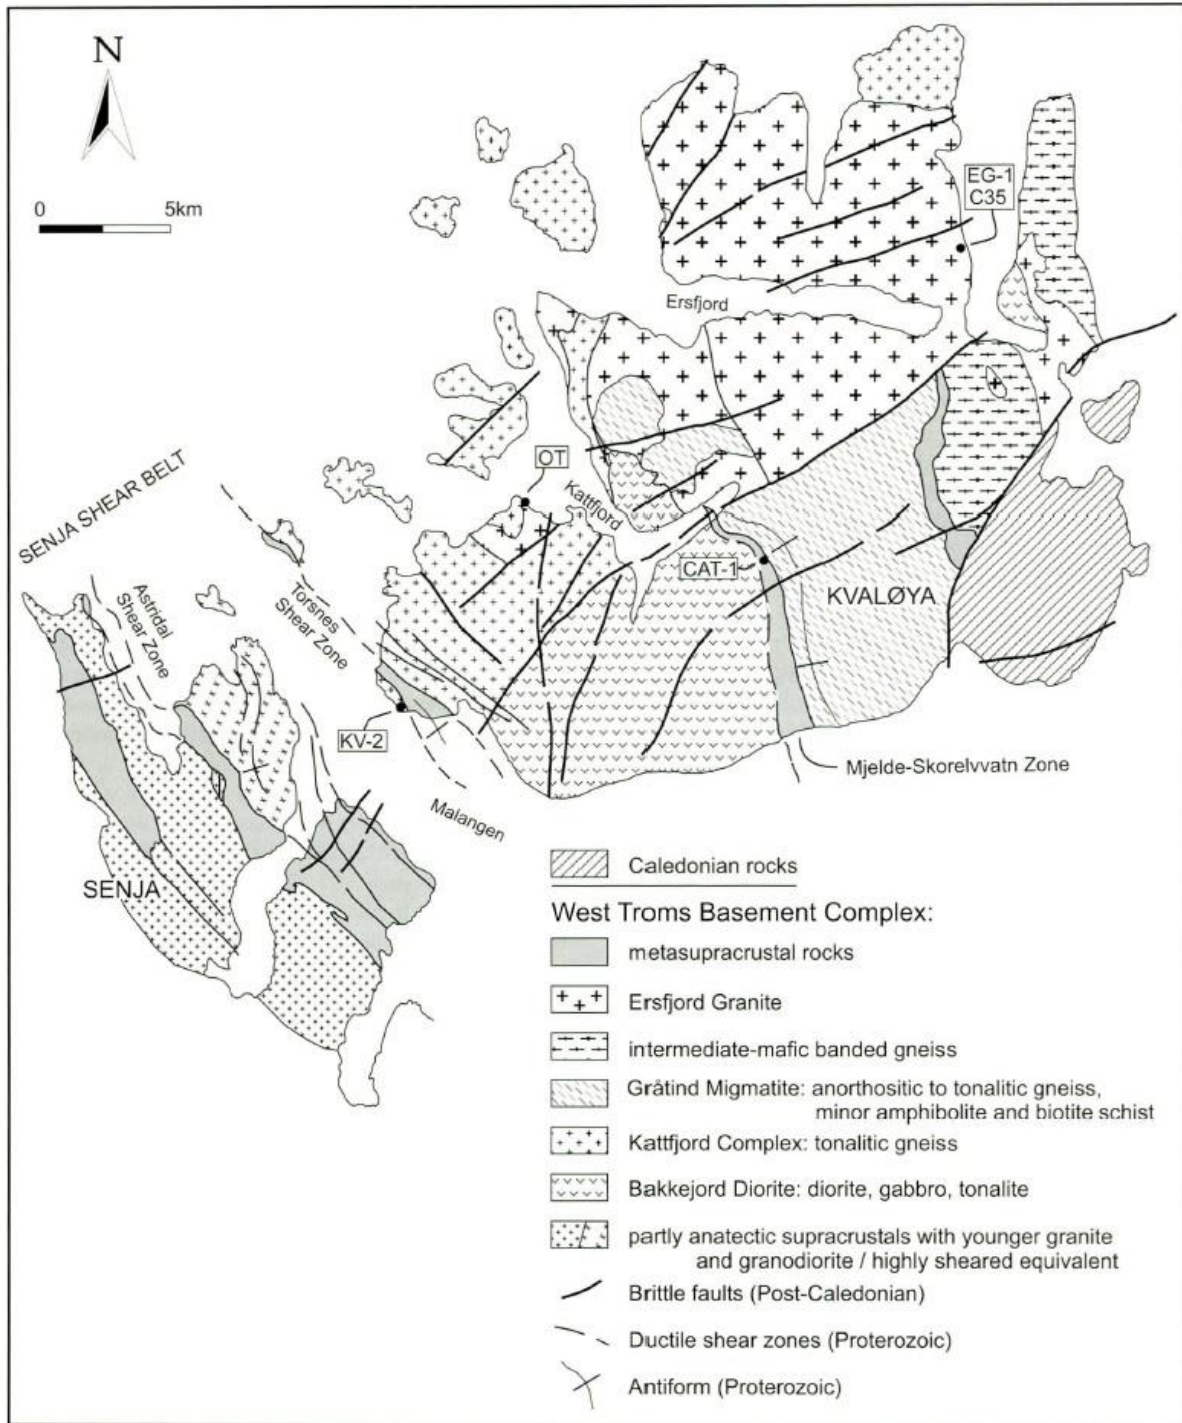 N
0 5km
EG-1
C35
Ersfjord
OT
Kattfjord
SENJA SHEAR BELT
CAT-1
KVALØYA
Astridal
Shear Zone
Torsnes
Shear Zone
KV-2
Mjelde-Skorelvvatn Zone
Malangen
SENJA
Caledonian rocks
West Troms Basement Complex:
metasupracrustal rocks
Ersfjord Granite
intermediate-mafic banded gneiss
Gråtind Migmatite: anorthositic to tonalitic gneiss,
minor amphibolite and biotite schist
Kattfjord Complex: tonalitic gneiss
Bakkejord Diorite: diorite, gabbro, tonalite
partly anatectic supracrustals with younger granite
and granodiorite / highly sheared equivalent
Brittle faults (Post-Caledonian)
Ductile shear zones (Proterozoic)
Antiform (Proterozoic)